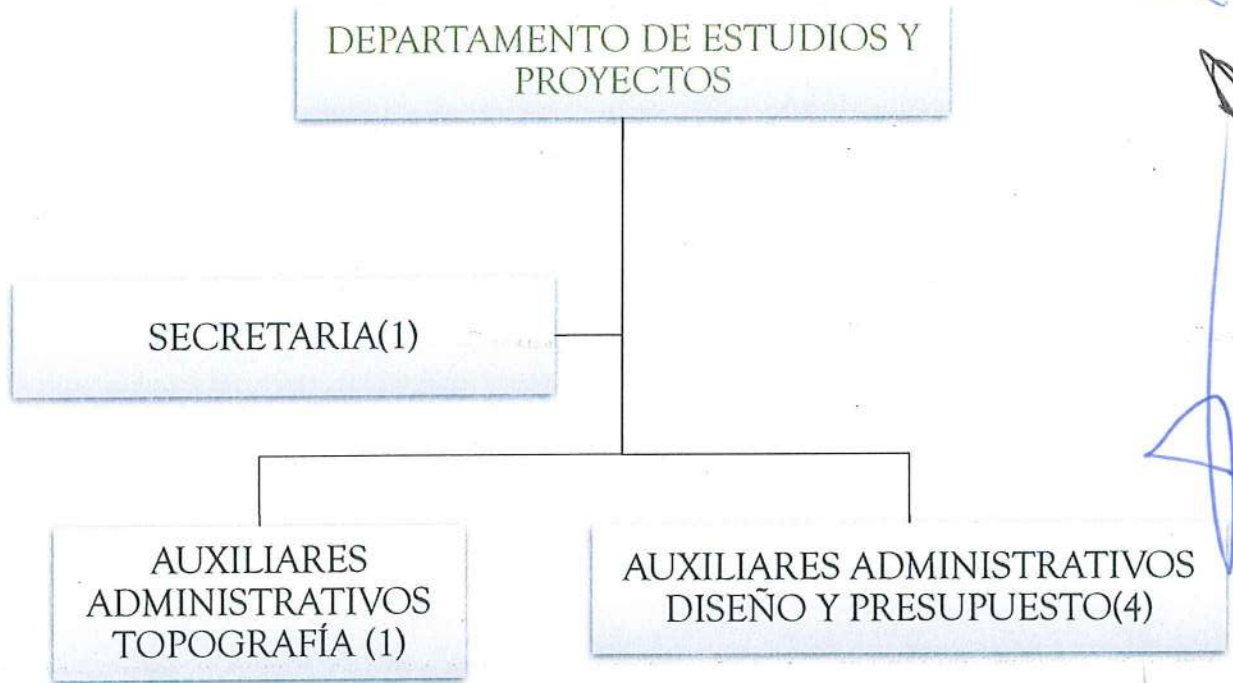 DEPARTAMENTO DE ESTUDIOS Y
PROYECTOS
SECRETARIA(1)
AUXILIARES
ADMINISTRATIVOS
TOPOGRAFÍA (1)
AUXILIARES ADMINISTRATIVOS
DISEÑO Y PRESUPUESTO(4)